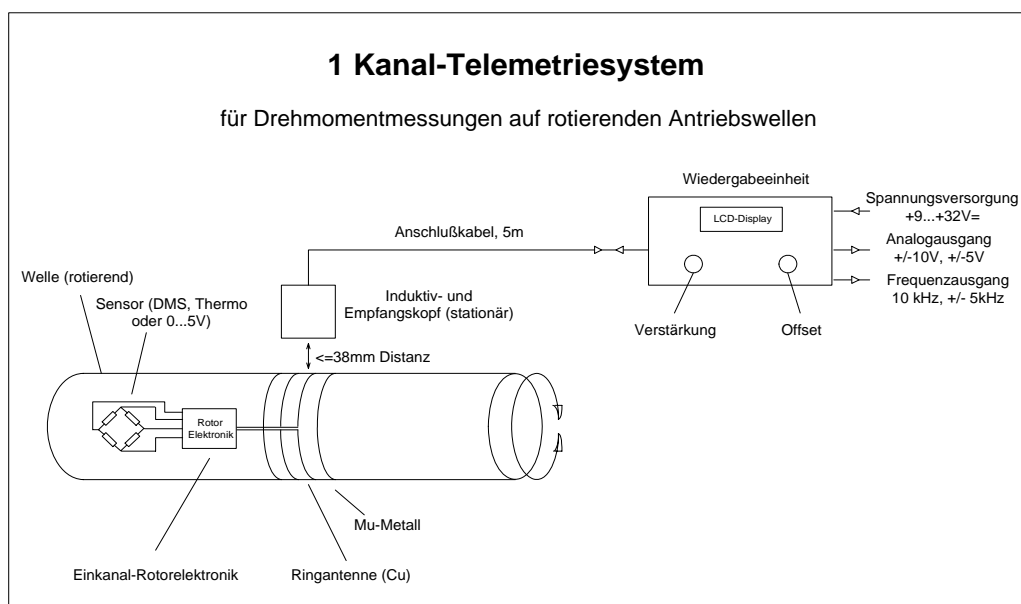 1 Kanal-Telemetriesystem
für Drehmomentmessungen auf rotierenden Antriebswellen
Wiedergabeeinheit
LCD-Display
Spannungsversorgung
+9...+32V=
Analogausgang
+/-10V, +/-5V
Frequenzausgang
10 kHz, +/- 5kHz
Verstärkung
Offset
Anschlußkabel, 5m
Welle (rotierend)
Sensor (DMS, Thermo
oder 0...5V)
Induktiv- und
Empfangskopf (stationär)
<=38mm Distanz
Rotor
Elektronik
Mu-Metall
Einkanal-Rotorelektronik
Ringantenne (Cu)